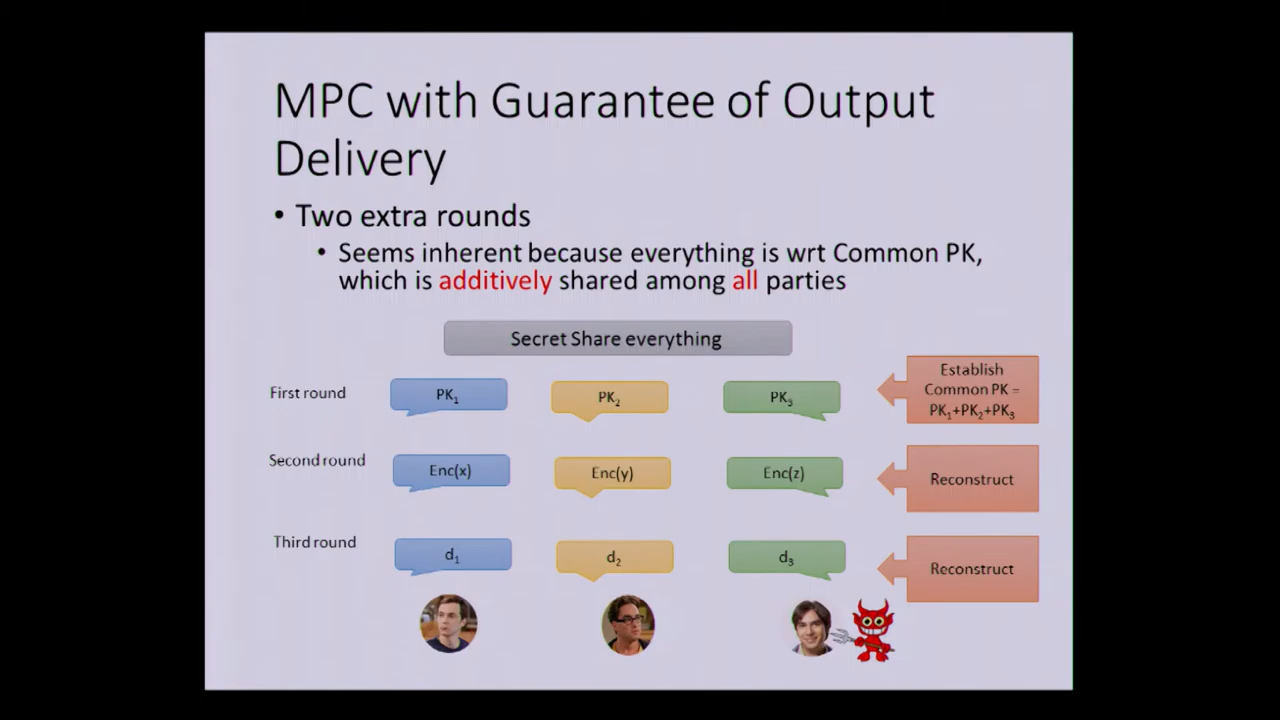 MPC with Guarantee of Output
Delivery
• Two extra rounds
• Seems inherent because everything is wrt Common PK,
which is additively shared among all parties
Secret Share everything
First round
PK₁
PK₂
PK₃
Establish
Common PK =
PK₁+PK₂+PK₃
Second round
Enc(x)
Enc(y)
Enc(z)
Reconstruct
Third round
d₁
d₂
d₃
Reconstruct